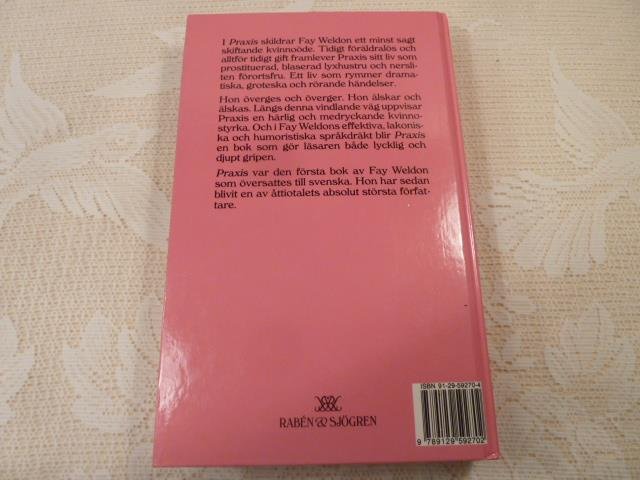 I Praxis skildrar Fay Weldon ett minst sagt
skiftande kvinnoöde. Tidigt föräldralös och
alltför tidigt gift framlever Praxis sitt liv som
prostituerad, blaserad lyxhustru och nersli-
ten förortsfru. Ett liv som rymmer drama-
tiska, groteska och rörande händelser.
Hon överges och överger. Hon älskar och
älskas. Längs denna vindlande väg uppvisar
Praxis en härlig och medryckande kvinno-
styrka. Och i Fay Weldons effektiva, lakonis-
ka och humoristiska språkdräkt blir Praxis
en bok som gör läsaren både lycklig och
djupt gripen.
Praxis var den första bok av Fay Weldon
som översattes till svenska. Hon har sedan
blivit en av åttiotalets absolut största förfat-
tare.
RABÉN & SJÖGREN
ISBN 91-29-59270-4
9 789129 592702